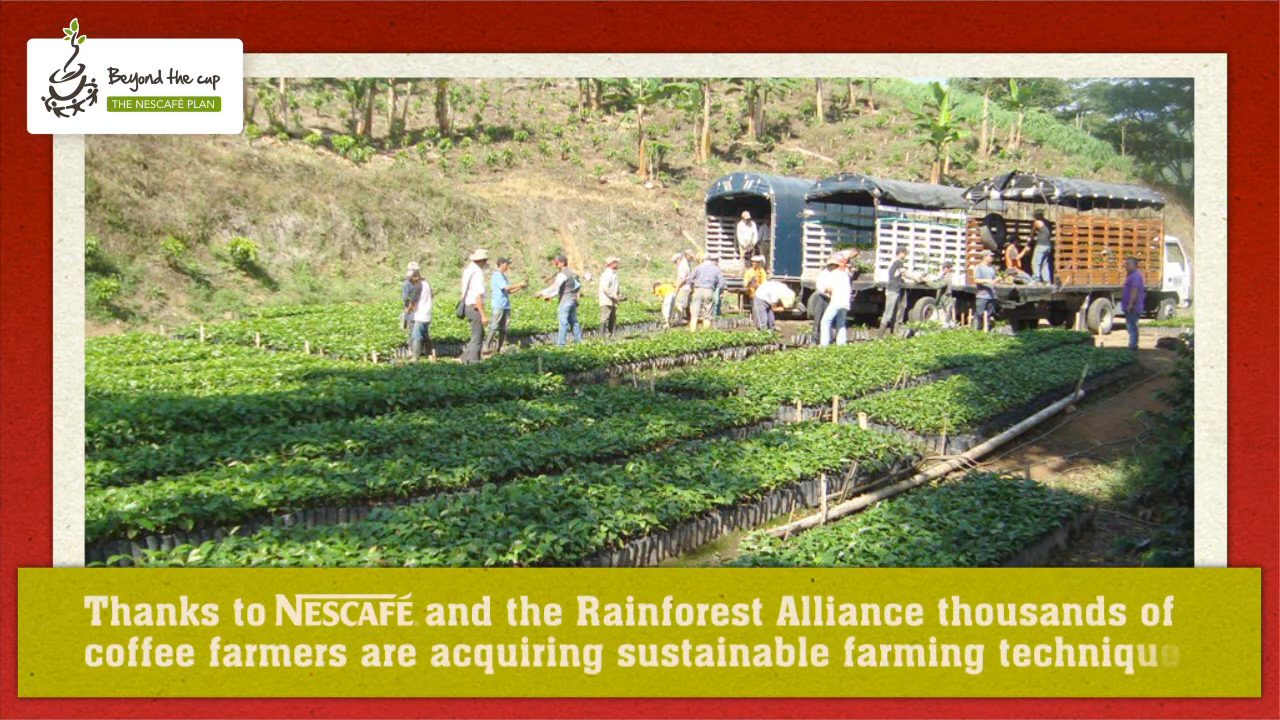 Beyond the cup
THE NESCAFÉ PLAN
Thanks to NESCAFÉ and the Rainforest Alliance thousands of
coffee farmers are acquiring sustainable farming technique